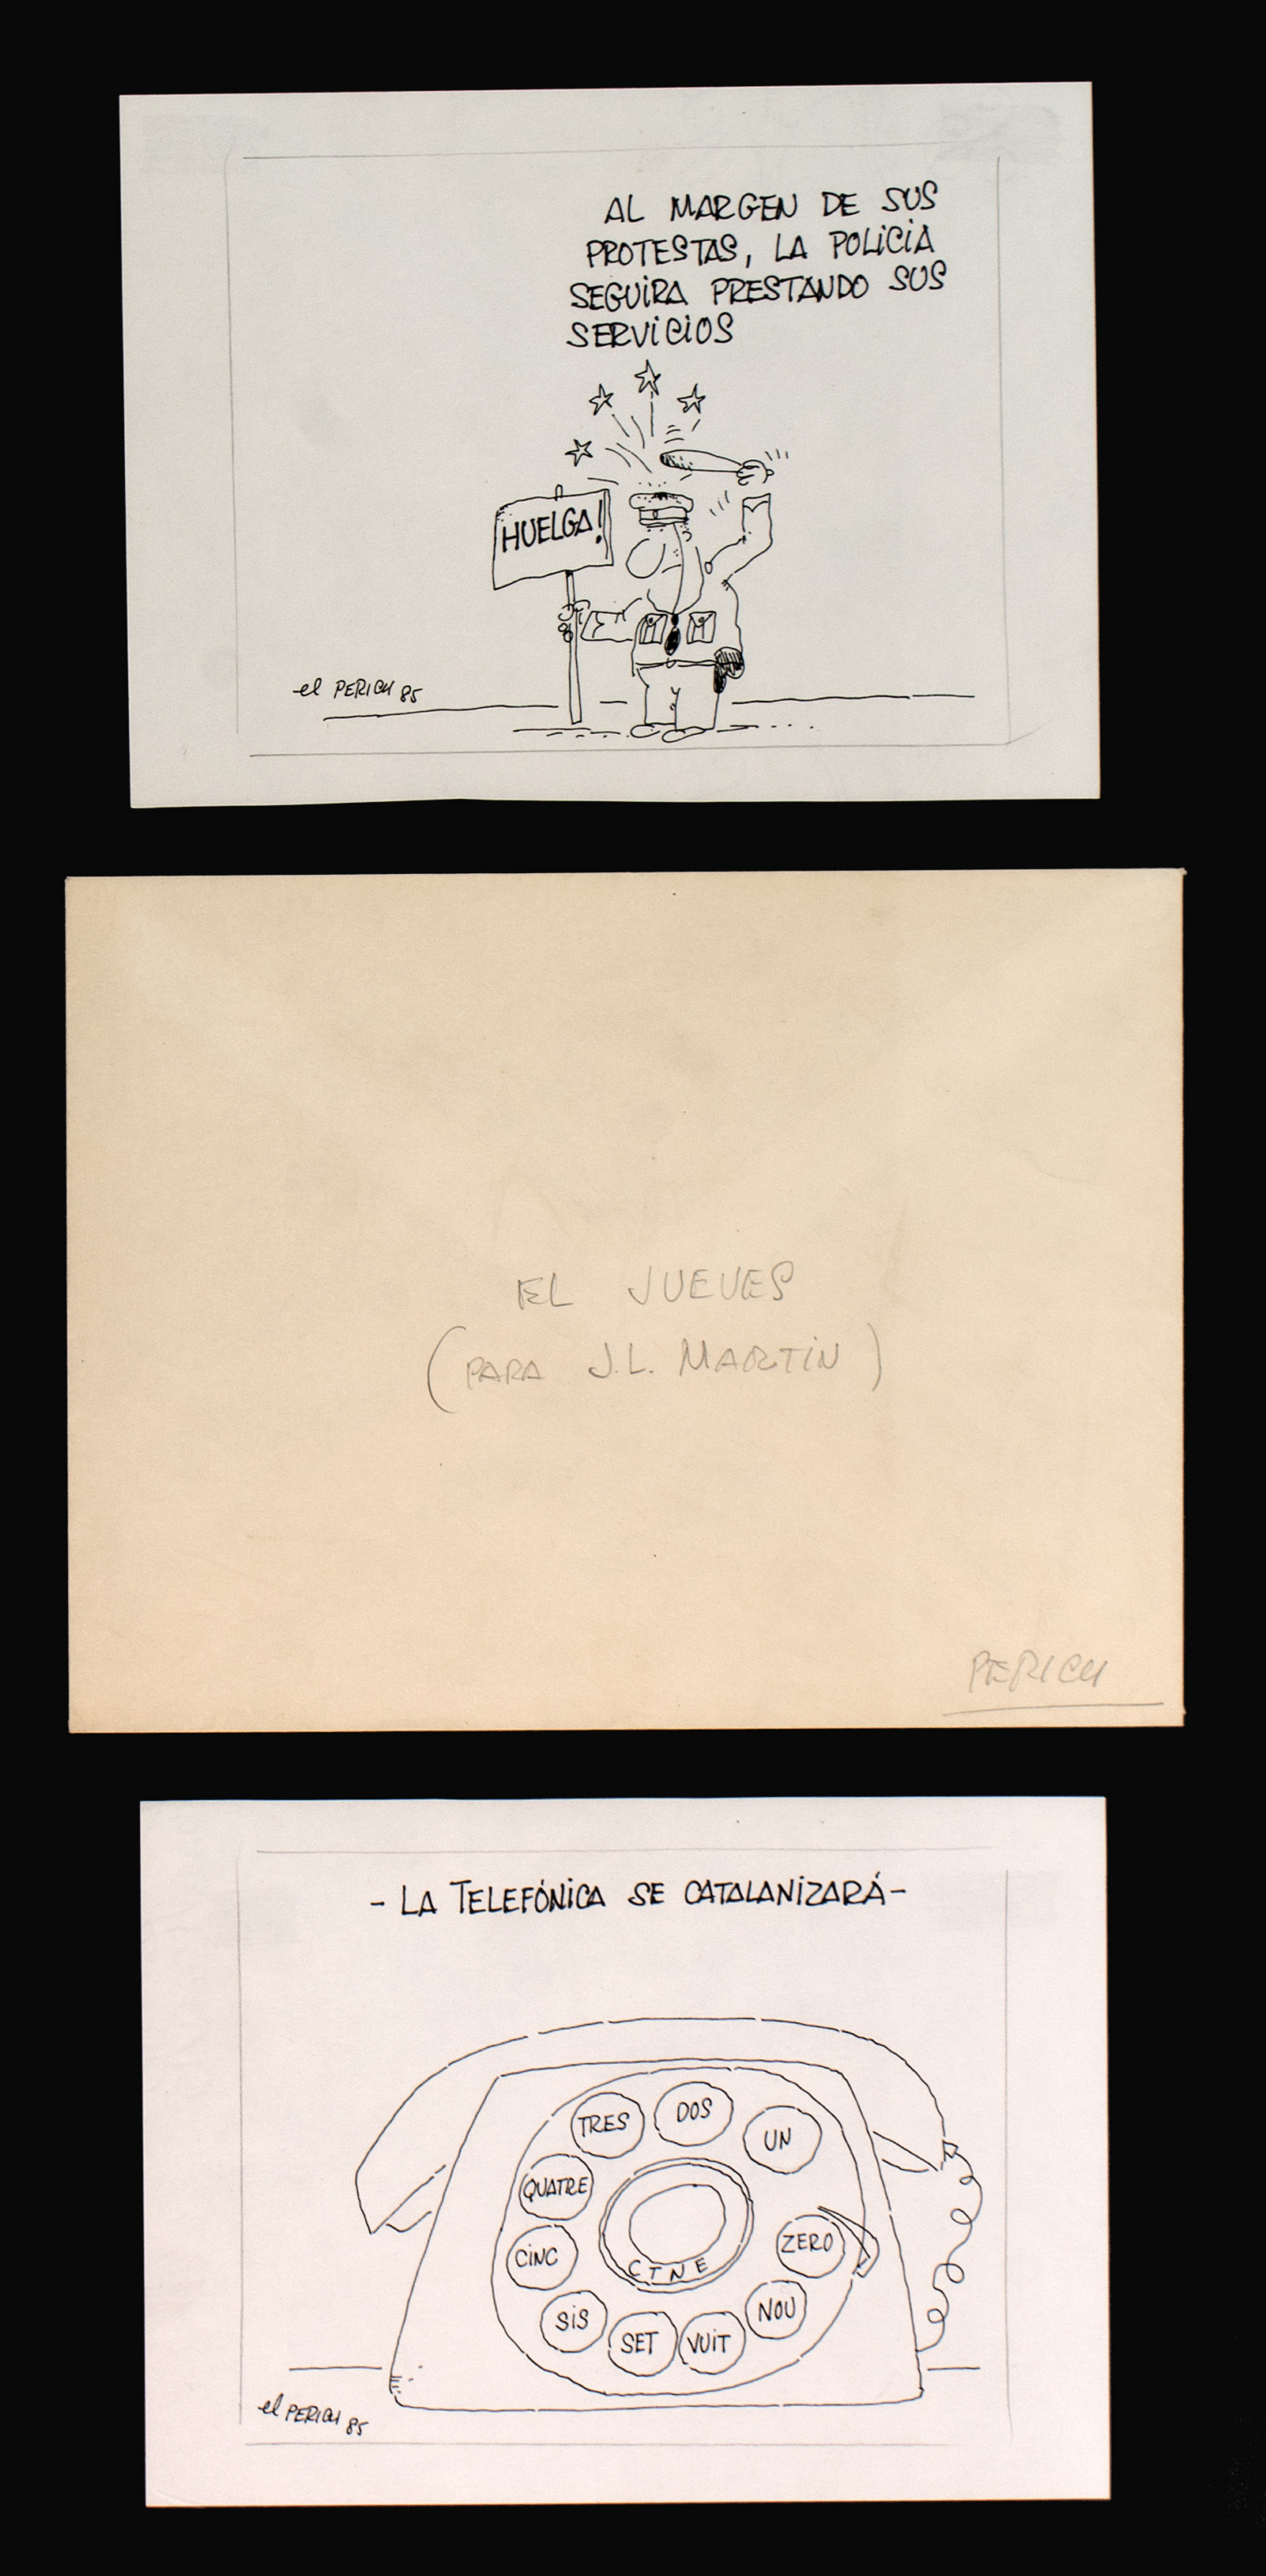 AL MARGEN DE SUS
PROTESTAS, LA POLICIA
SEGUIRA PRESTANDO SUS
SERVICIOS
HUELGA!
el PERICH 85
EL JUEVES
(PARA J.L. MARTÍN)
PERICH
- LA TELEFÓNICA SE CATALANIZARÁ -
TRES
DOS
UN
QUATRE
CINC
ZERO
CTNE
SIS
SET
VUIT
NOU
el PERICH 85